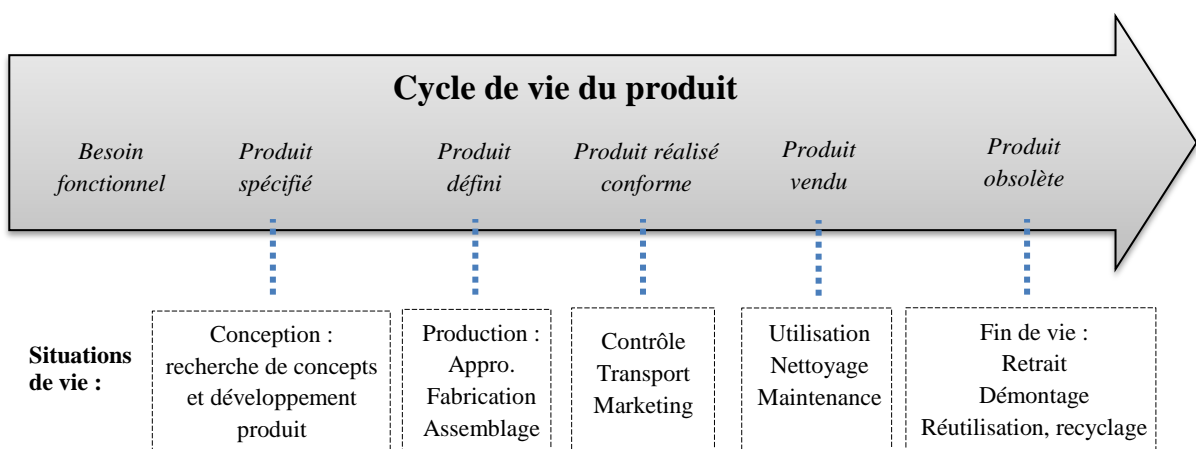 Cycle de vie du produit
Besoin
fonctionnel
Produit
spécifié
Produit
défini
Produit réalisé
conforme
Produit
vendu
Produit
obsolète
Situations
de vie :
Conception :
recherche de concepts
et développement
produit
Production :
Appro.
Fabrication
Assemblage
Contrôle
Transport
Marketing
Utilisation
Nettoyage
Maintenance
Fin de vie :
Retrait
Démontage
Réutilisation, recyclage